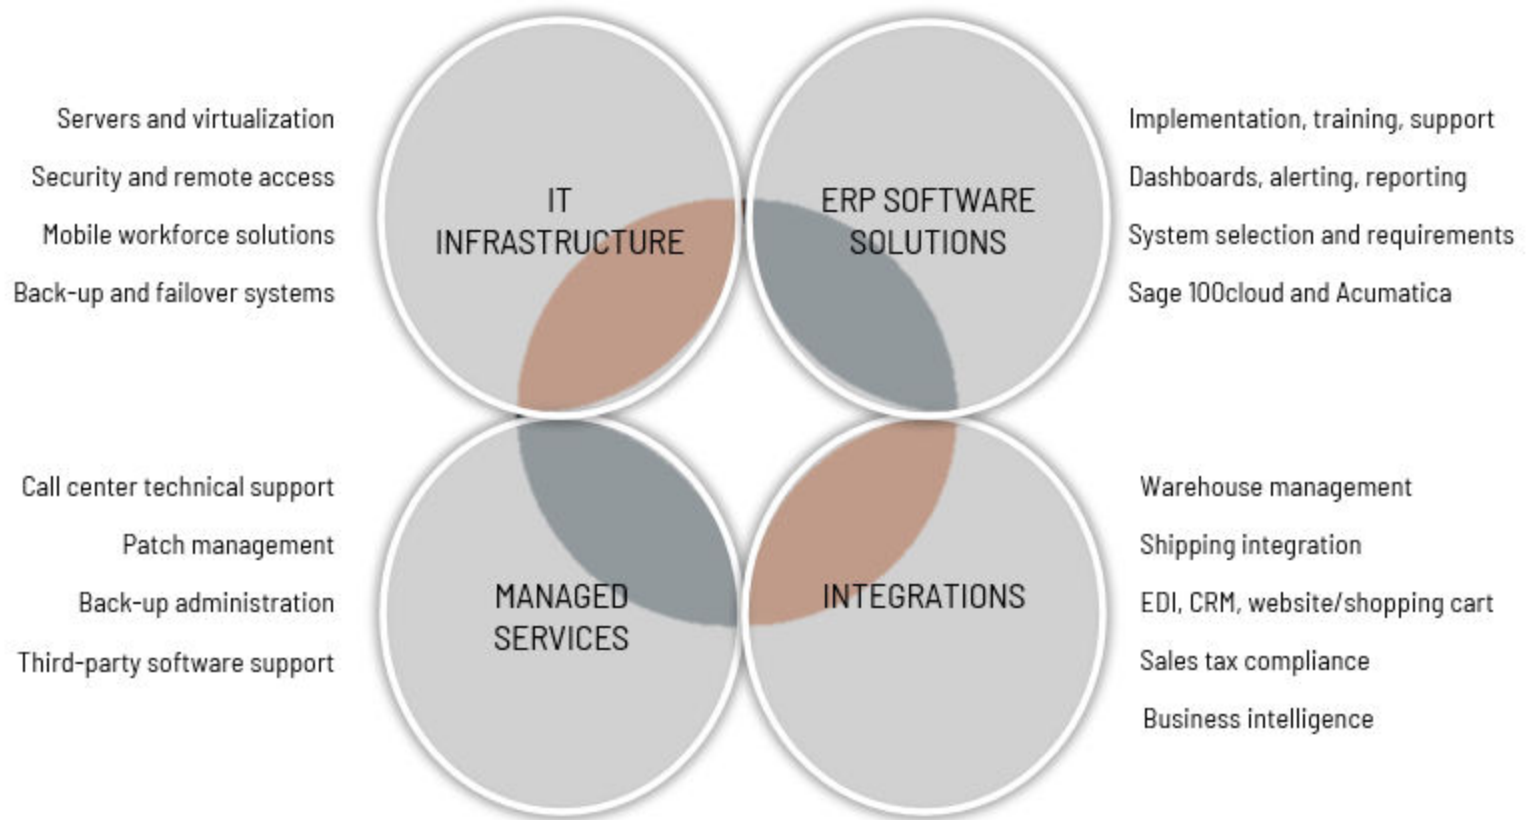 Servers and virtualization
Security and remote access
Mobile workforce solutions
Back-up and failover systems
IT
INFRASTRUCTURE
ERP SOFTWARE
SOLUTIONS
Implementation, training, support
Dashboards, alerting, reporting
System selection and requirements
Sage 100cloud and Acumatica
Call center technical support
Patch management
Back-up administration
Third-party software support
MANAGED
SERVICES
INTEGRATIONS
Warehouse management
Shipping integration
EDI, CRM, website/shopping cart
Sales tax compliance
Business intelligence